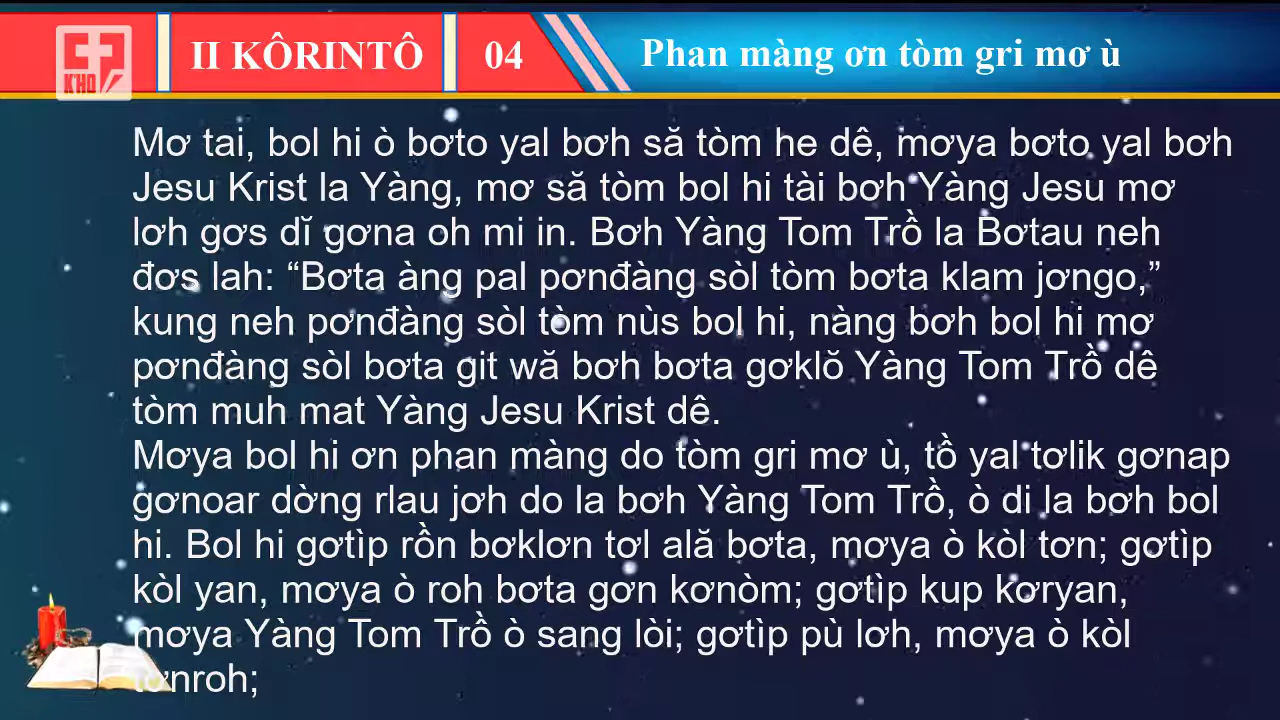 K'HO
II KÔRINTÔ
04
Phan màng ơn tòm gri mơ ù
Mơ tai, bol hi ò bơto yal bơh să tòm he dê, mơya bơto yal bơh
Jesu Krist la Yàng, mơ să tòm bol hi tài bơh Yàng Jesu mơ
lơh gơs dĭ gơna oh mi in. Bơh Yàng Tom Trồ la Bơtau neh
đơs lah: “Bơta àng pal pơnđàng sòl tòm bơta klam jơngo,”
kung neh pơnđàng sòl tòm nùs bol hi, nàng bơh bol hi mơ
pơnđàng sòl bơta git wă bơh bơta gơklŏ Yàng Tom Trồ dê
tòm muh mat Yàng Jesu Krist dê.
Mơya bol hi ơn phan màng do tòm gri mơ ù, tồ yal tơlik gơnap
gơnoar dờng rlau jơh do la bơh Yàng Tom Trồ, ò di la bơh bol
hi. Bol hi gơtìp rồn bơklơn tơl ală bơta, mơya ò kòl tơn; gơtìp
kòl yan, mơya ò roh bơta gơn kơnòm; gơtìp kup kơryan,
mơya Yàng Tom Trồ ò sang lòi; gơtìp pù lơh, mơya ò kòl
tơnroh;